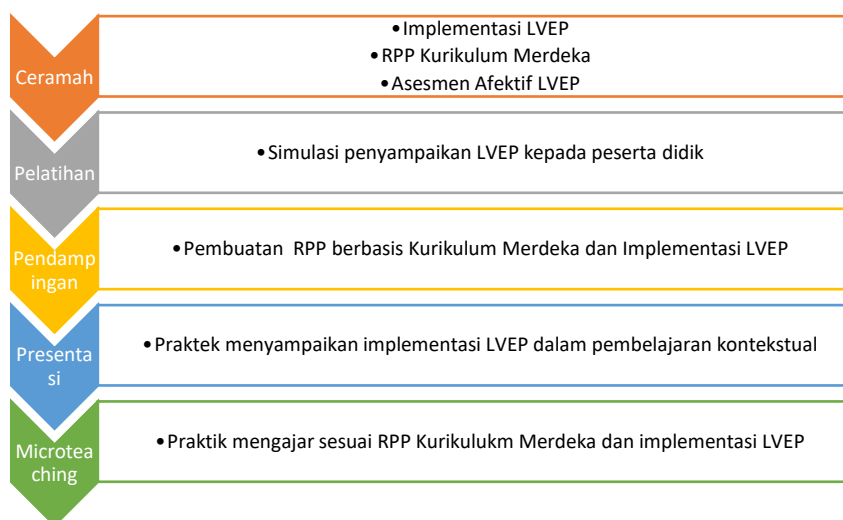 Ceramah
•Implementasi LVEP
•RPP Kurikulum Merdeka
•Asesmen Afektif LVEP
Pelatihan
•Simulasi penyampaikan LVEP kepada peserta didik
Pendamp
ingan
•Pembuatan RPP berbasis Kurikulum Merdeka dan Implementasi LVEP
Presenta
si
•Praktek menyampaikan implementasi LVEP dalam pembelajaran kontekstual
Microtea
ching
•Praktik mengajar sesuai RPP Kurikulukm Merdeka dan implementasi LVEP